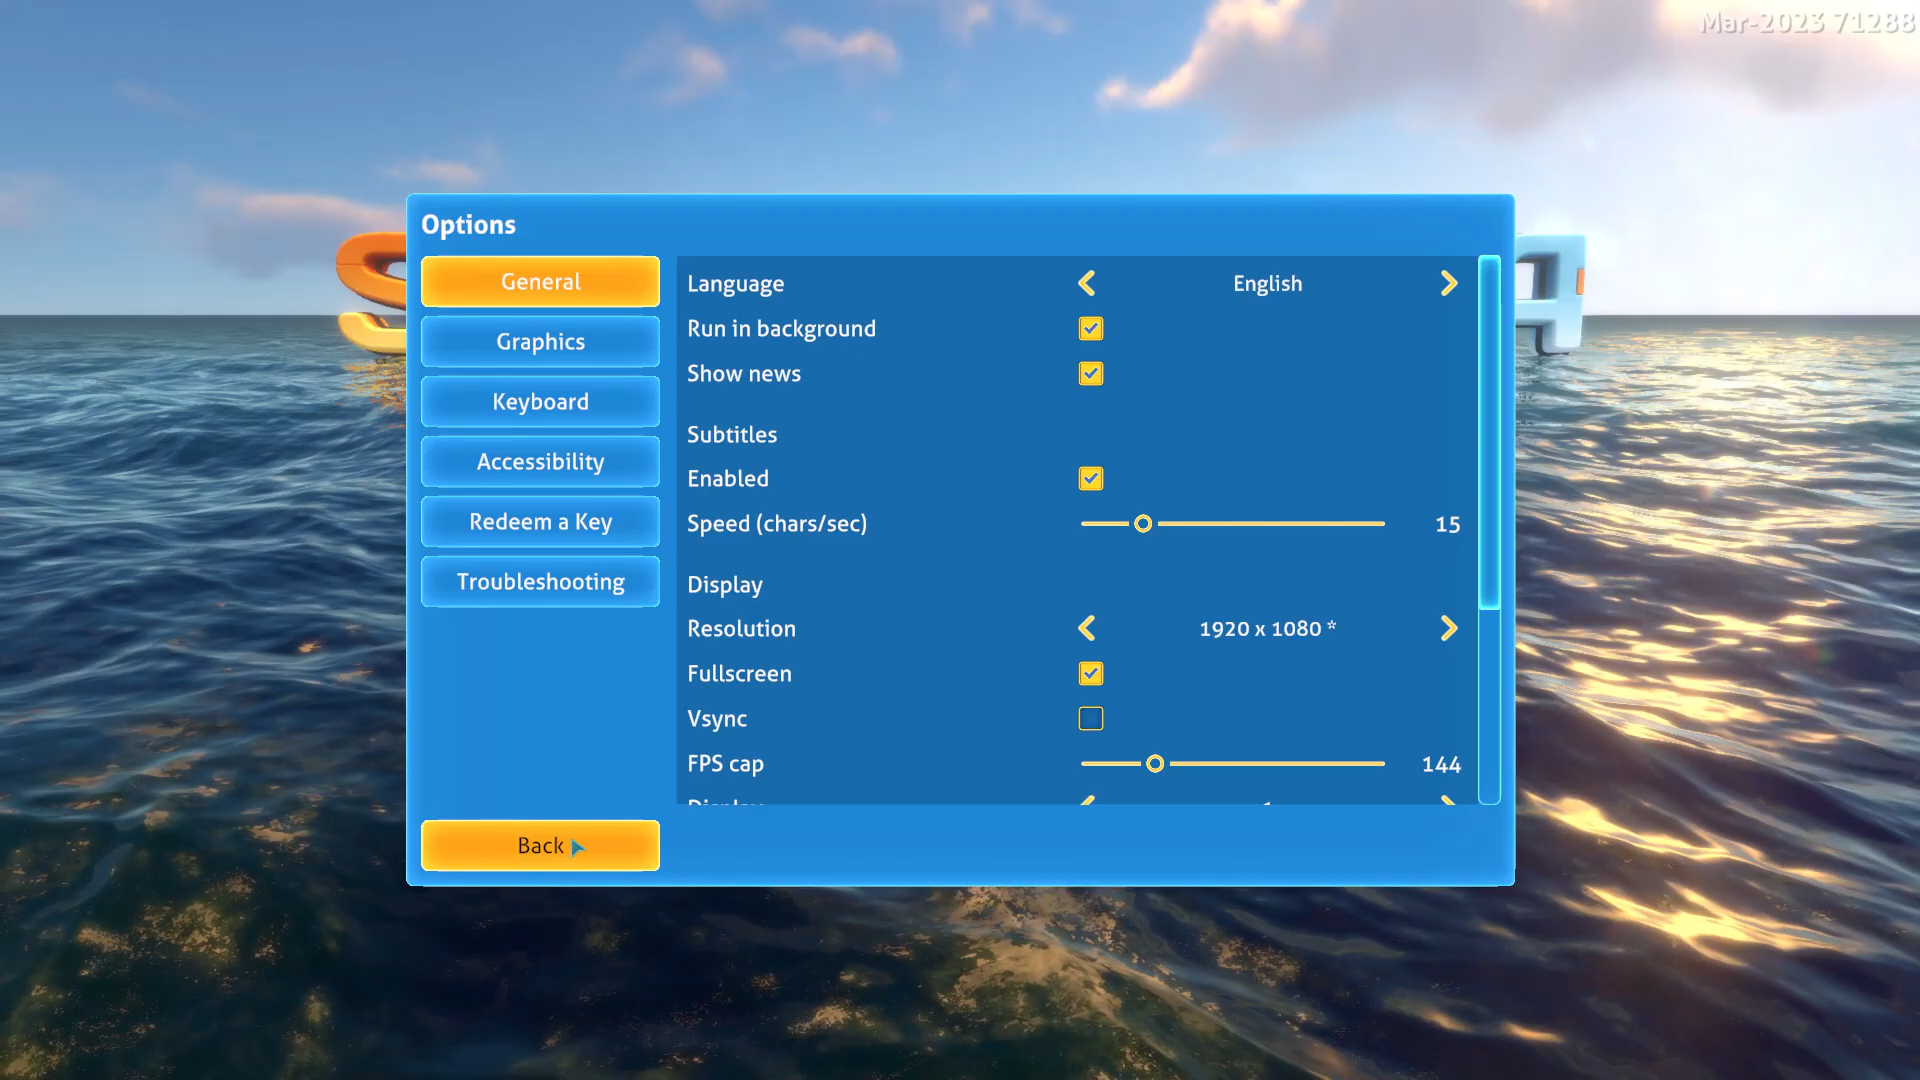 Mar-2023 71288
Options
General
Graphics
Keyboard
Accessibility
Redeem a Key
Troubleshooting
Back
Language English
Run in background
Show news
Subtitles
Enabled
Speed (chars/sec) 15
Display
Resolution 1920 x 1080 *
Fullscreen
Vsync
FPS cap 144